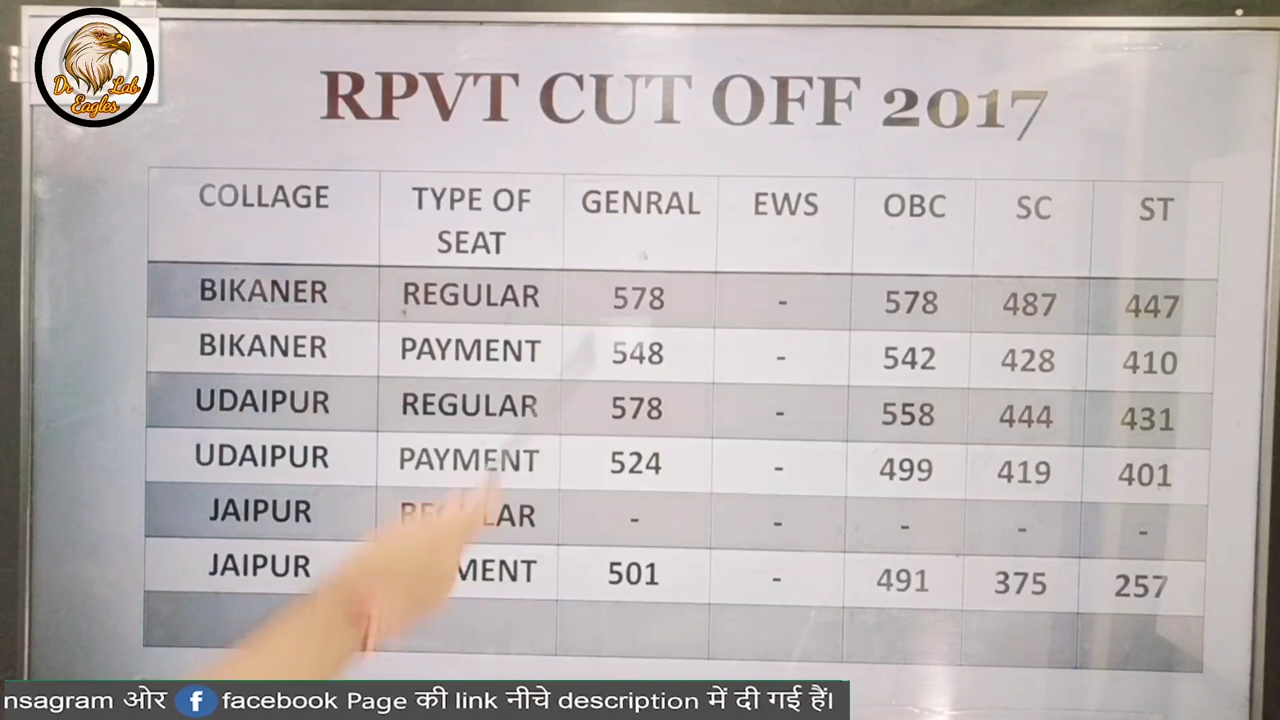 Dr Lab
Eagles
RPVT CUT OFF 2017
COLLAGE TYPE OF SEAT GENRAL EWS OBC SC ST
BIKANER REGULAR 578 - 578 487 447
BIKANER PAYMENT 548 - 542 428 410
UDAIPUR REGULAR 578 - 558 444 431
UDAIPUR PAYMENT 524 - 499 419 401
JAIPUR REGULAR - - - - -
JAIPUR MENT 501 - 491 375 257
nsagram ओर f facebook Page की link नीचे description में दी गई हैं।